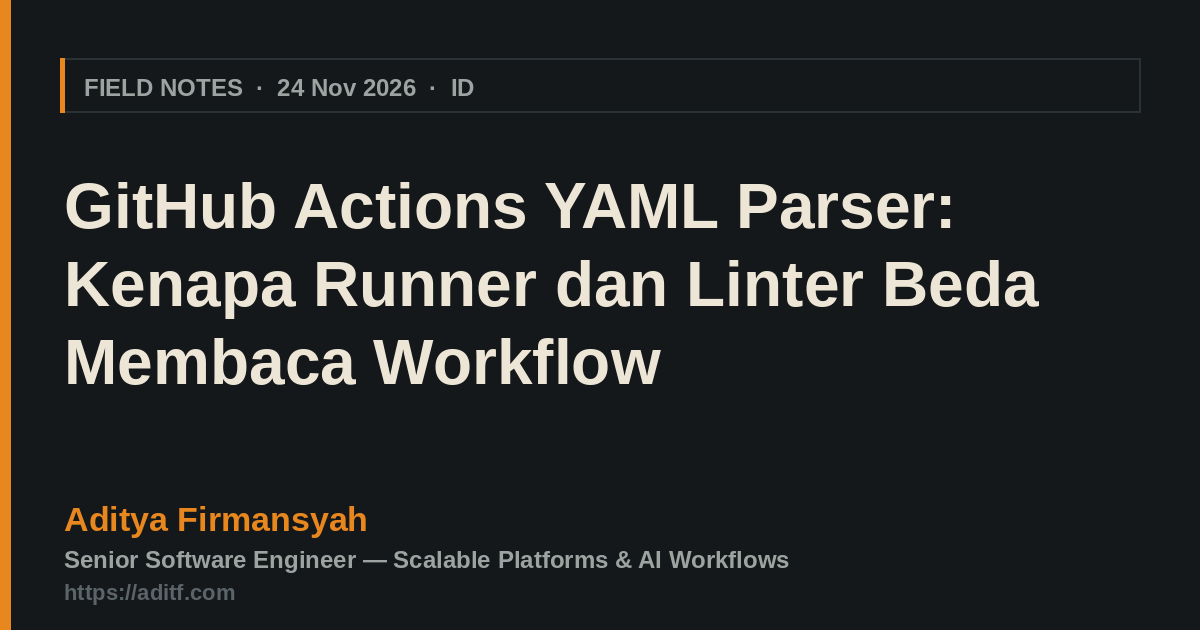 FIELD NOTES · 24 Nov 2026 · ID
GitHub Actions YAML Parser:
Kenapa Runner dan Linter Beda
Membaca Workflow
Aditya Firmansyah
Senior Software Engineer — Scalable Platforms & AI Workflows
https://aditf.com